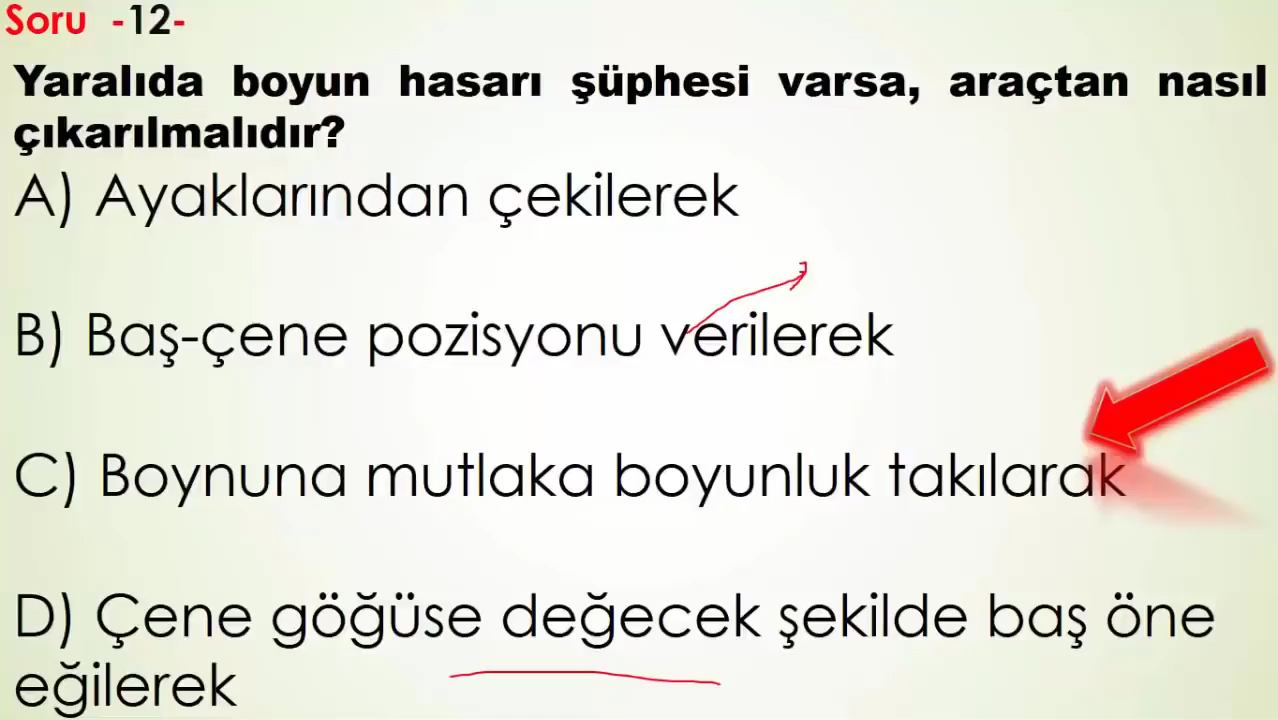 Soru -12-
Yaralıda boyun hasarı şüphesi varsa, araçtan nasıl
çıkarılmalıdır?
A) Ayaklarından çekilerek
B) Baş-çene pozisyonu verilerek
C) Boynuna mutlaka boyunluk takılarak
D) Çene göğüse değecek şekilde baş öne
eğilerek